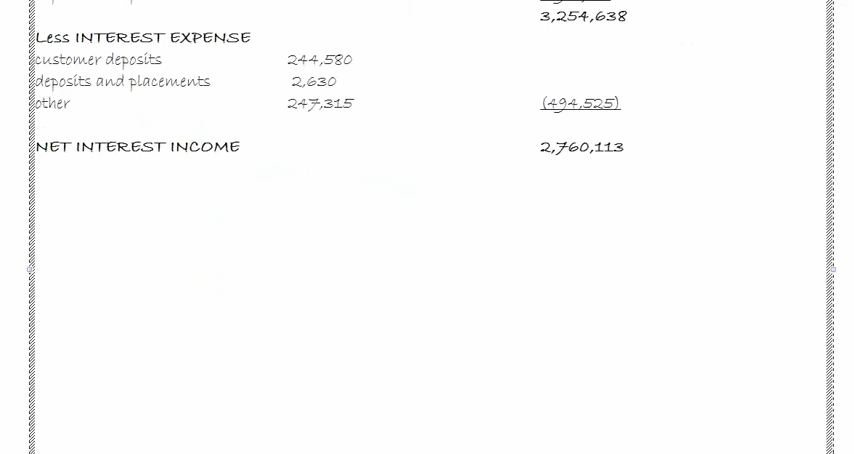 3,254,638
Less INTEREST EXPENSE
customer deposits 244,580
deposits and placements 2,630
other 247,315 (494,525)
NET INTEREST INCOME 2,760,113